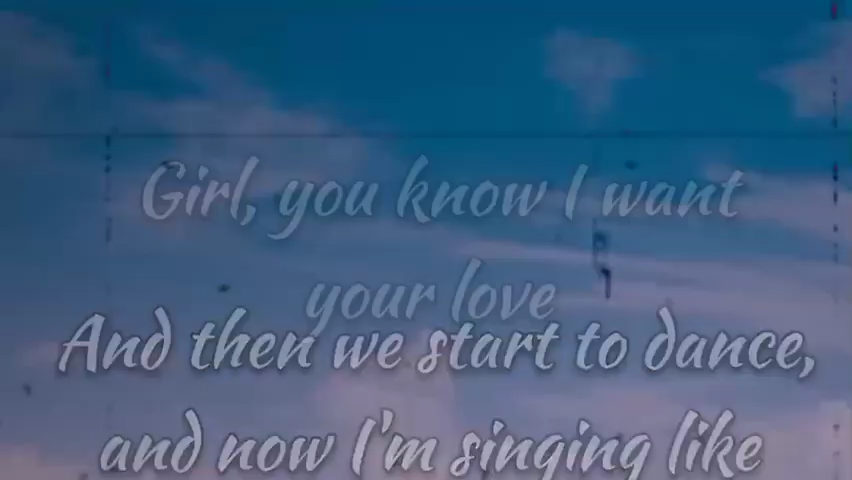 Girl, you know I want
your love
And then we start to dance,
and now I'm singing like